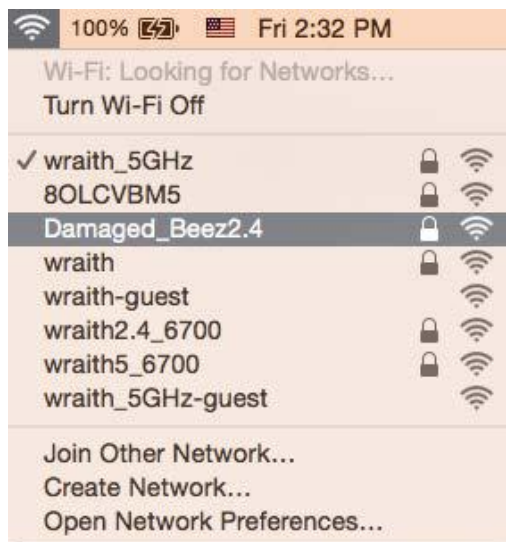 100% Fri 2:32 PM
Wi-Fi: Looking for Networks...
Turn Wi-Fi Off
wraith_5GHz
8OLCVBM5
Damaged_Beez2.4
wraith
wraith-guest
wraith2.4_6700
wraith5_6700
wraith_5GHz-guest
Join Other Network...
Create Network...
Open Network Preferences...